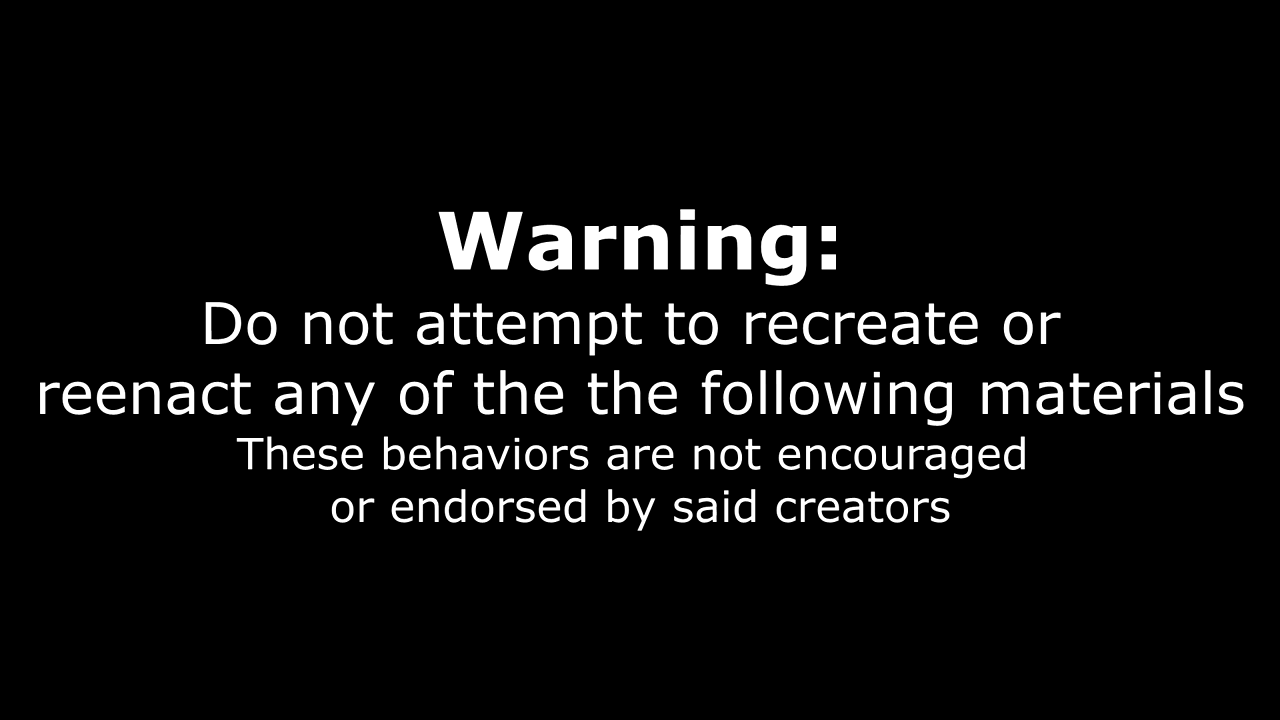 Warning:
Do not attempt to recreate or
reenact any of the the following materials
These behaviors are not encouraged
or endorsed by said creators